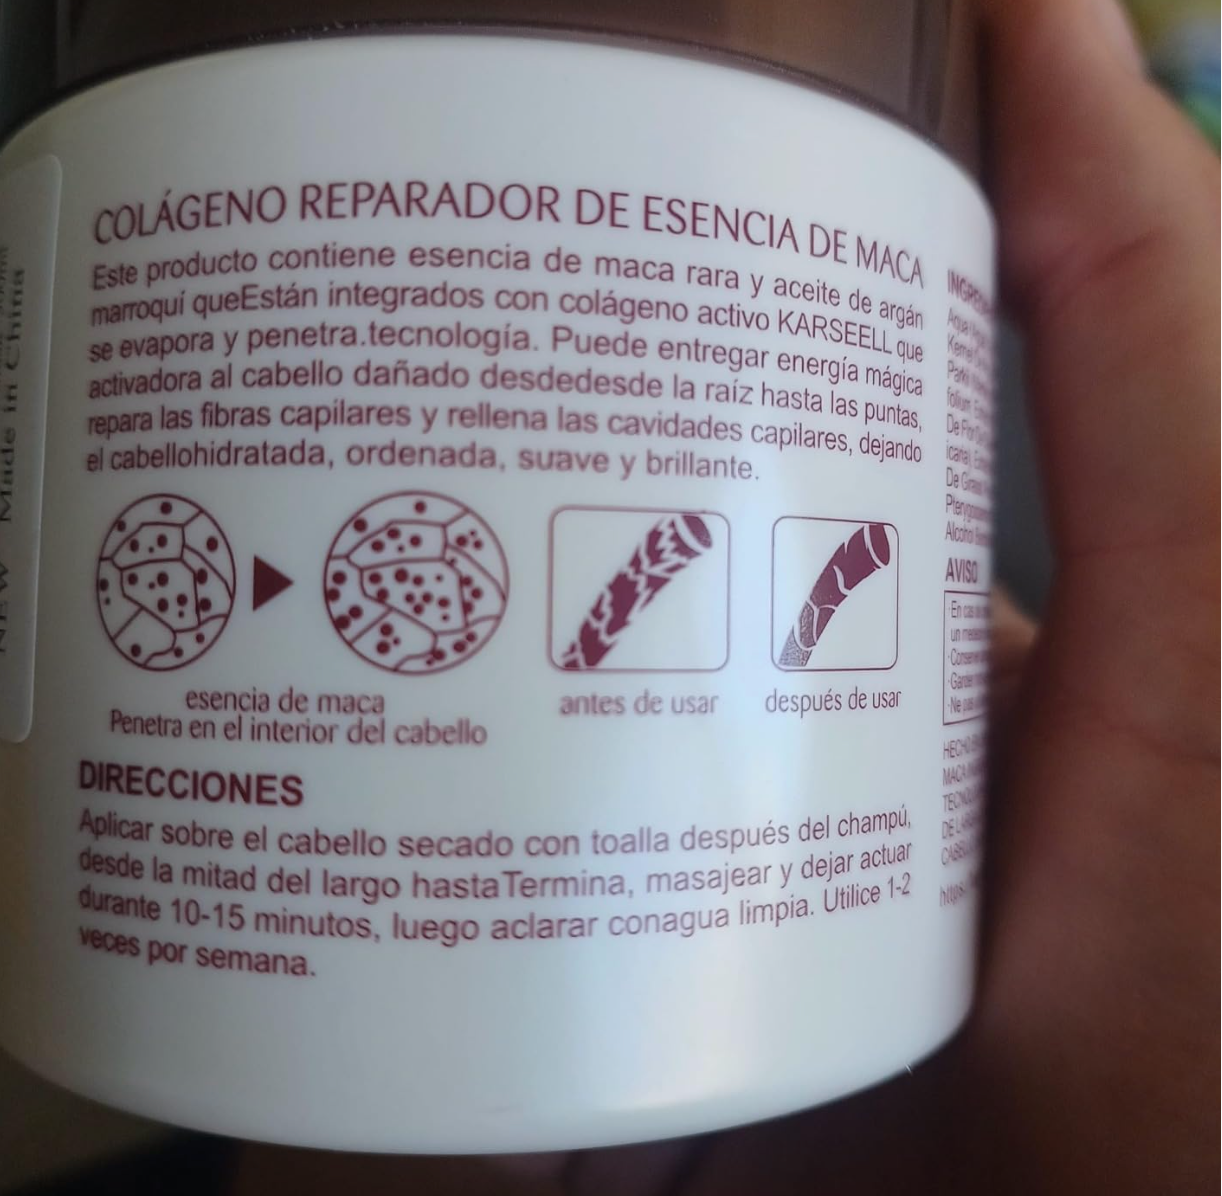 COLÁGENO REPARADOR DE ESENCIA DE MACA
Este producto contiene esencia de maca rara y aceite de argán
marroquí queEstán integrados con colágeno activo KARSEELL que
se evapora y penetra.tecnología. Puede entregar energía mágica
activadora al cabello dañado desdedesde la raíz hasta las puntas,
repara las fibras capilares y rellena las cavidades capilares, dejando
el cabellohidratada, ordenada, suave y brillante.
esencia de maca
Penetra en el interior del cabello
antes de usar
después de usar
DIRECCIONES
Aplicar sobre el cabello secado con toalla después del champú,
desde la mitad del largo hastaTermina, masajear y dejar actuar
durante 10-15 minutos, luego aclarar conagua limpia. Utilice 1-2
veces por semana.
Made in China
AVISO